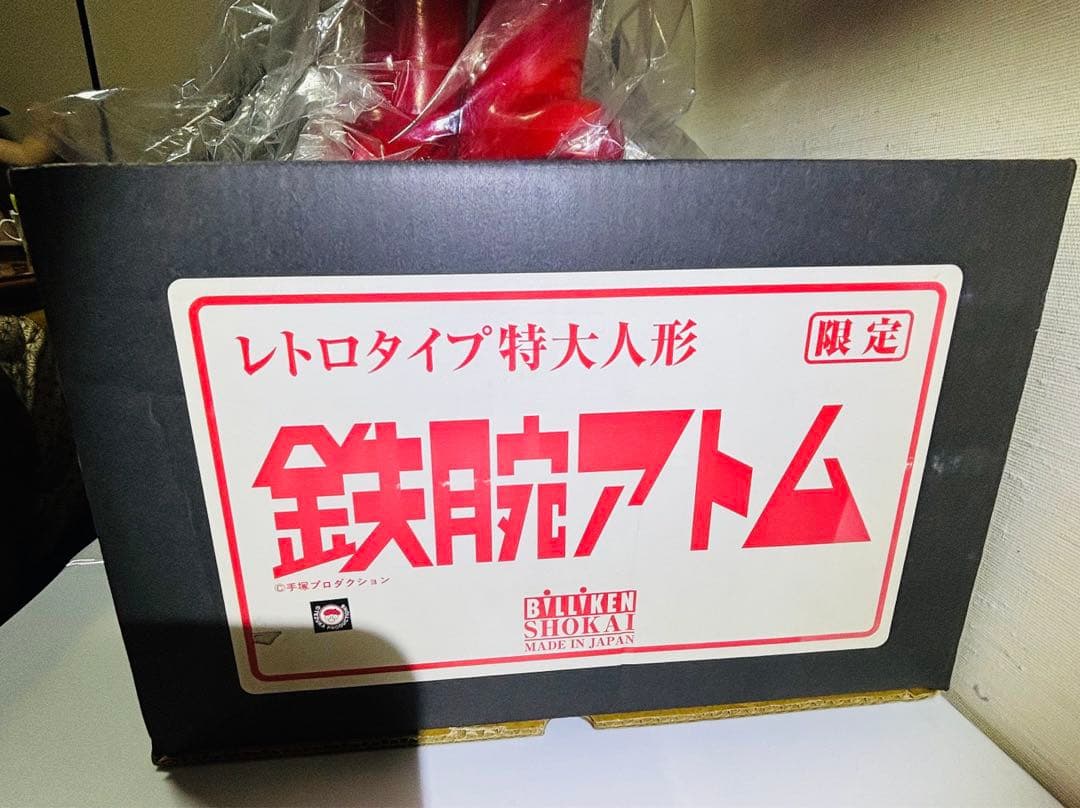 レトロタイプ特大人形
限定
鉄腕アトム
©手塚プロダクション
BiLLiKEN
SHOKAI
MADE IN JAPAN